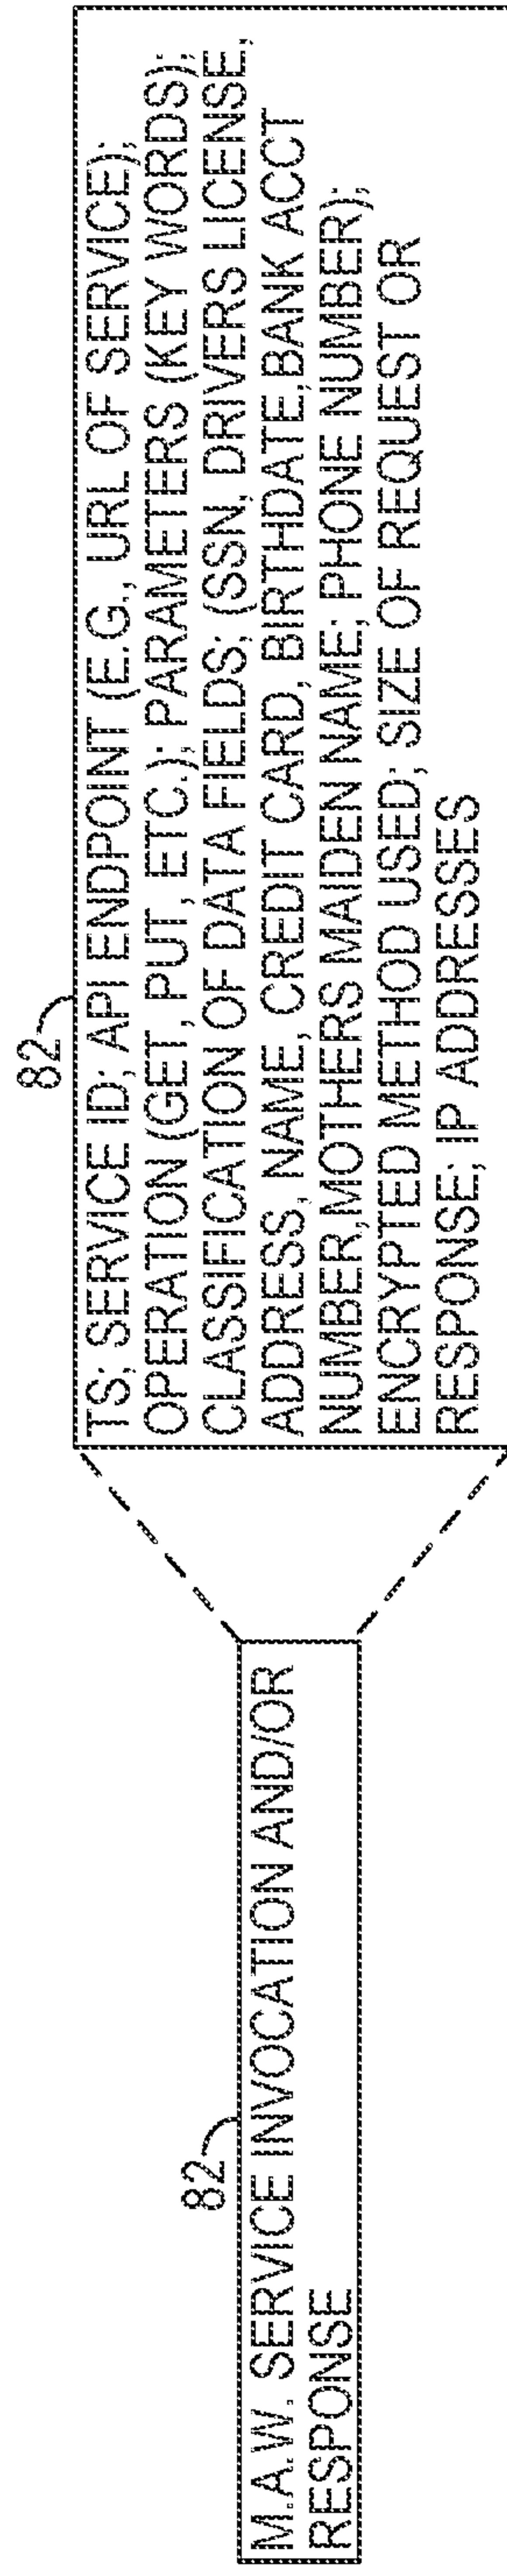 82
M.A.W. SERVICE INVOCATION AND/OR
RESPONSE
82
TS; SERVICE ID; API ENDPOINT (E.G., URL OF SERVICE);
OPERATION (GET, PUT, ETC.); PARAMETERS (KEY WORDS);
CLASSIFICATION OF DATA FIELDS; (SSN, DRIVERS LICENSE,
ADDRESS, NAME, CREDIT CARD, BIRTHDATE,BANK ACCT
NUMBER,MOTHERS MAIDEN NAME; PHONE NUMBER);
ENCRYPTED METHOD USED; SIZE OF REQUEST OR
RESPONSE; IP ADDRESSES